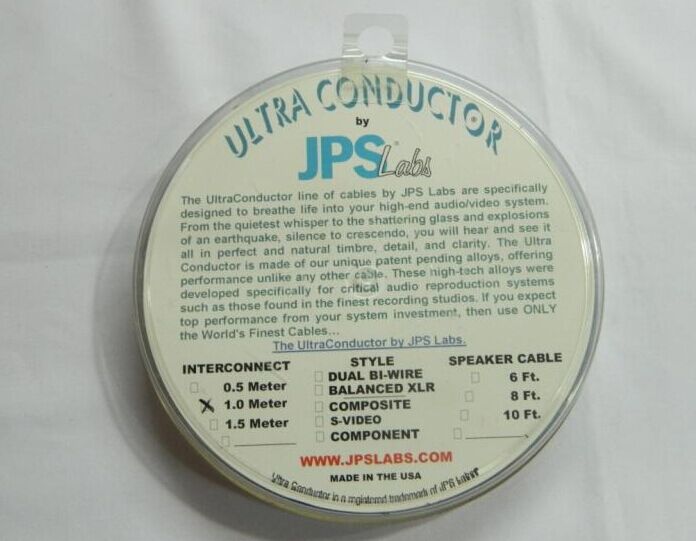 ULTRA CONDUCTOR
by
JPS Labs
The UltraConductor line of cables by JPS Labs are specifically
designed to breathe life into your high-end audio/video system.
From the quietest whisper to the shattering glass and explosions
of an earthquake, silence to crescendo, you will hear and see it
all in perfect and natural timbre, detail, and clarity. The Ultra
Conductor is made of our unique patent pending alloys, offering
performance unlike any other cable. These high-tech alloys were
developed specifically for critical audio reproduction systems
such as those found in the finest recording studios. If you expect
top performance from your system investment, then use ONLY
the World's Finest Cables...
The UltraConductor by JPS Labs.
INTERCONNECT STYLE SPEAKER CABLE
0.5 Meter DUAL BI-WIRE 6 Ft.
1.0 Meter BALANCED XLR 8 Ft.
1.5 Meter COMPOSITE 10 Ft.
S-VIDEO
COMPONENT
WWW.JPSLABS.COM
MADE IN THE USA
Ultra Conductor is a registered trademark of JPS Labs